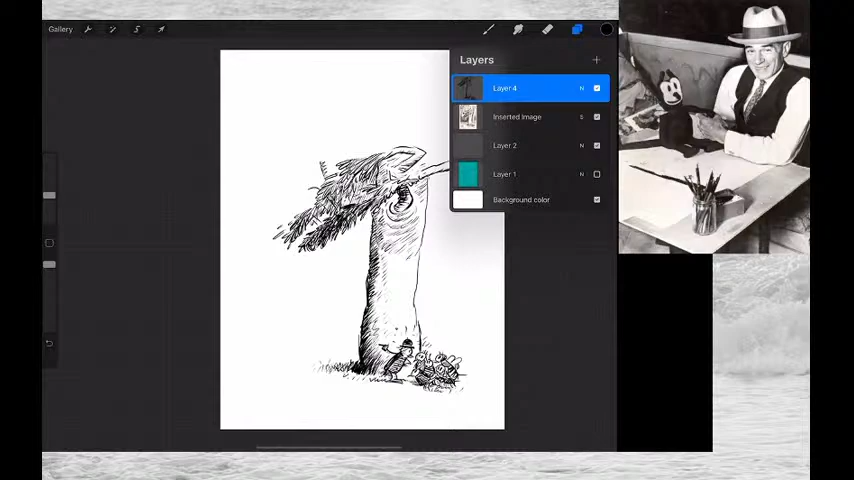 Gallery
Layers
Layer 4 N
Inserted Image S
Layer 2 N
Layer 1 N
Background color